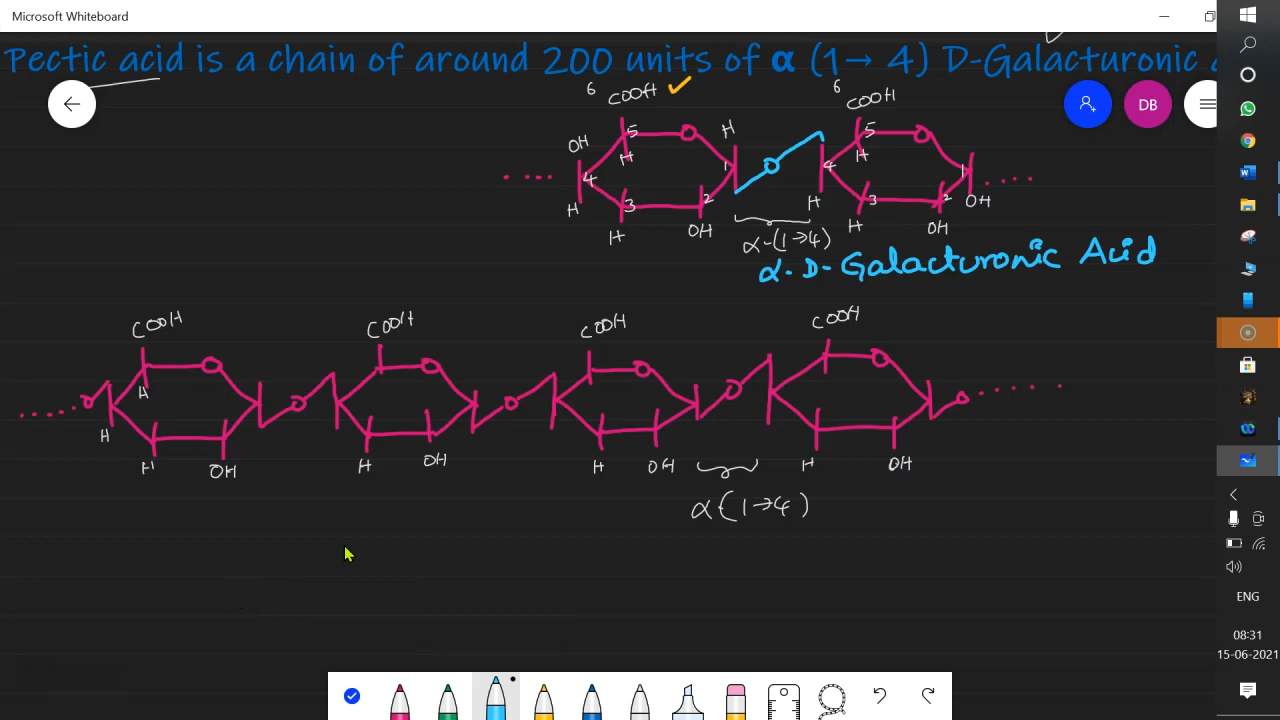 Microsoft Whiteboard
Pectic acid is a chain of around 200 units of α (1→ 4) D-Galacturonic
6 COOH 6 COOH
DB
OH 5 O H 5 O
H H
4 1 O 4 1
H 3 2 H 3 2 OH
H OH α-(1→4) H OH
α-D-Galacturonic Acid
COOH COOH COOH COOH
O O O O
O H O O O O
H
H OH H OH H OH H OH
α-(1→4)
ENG
08:31
15-06-2021